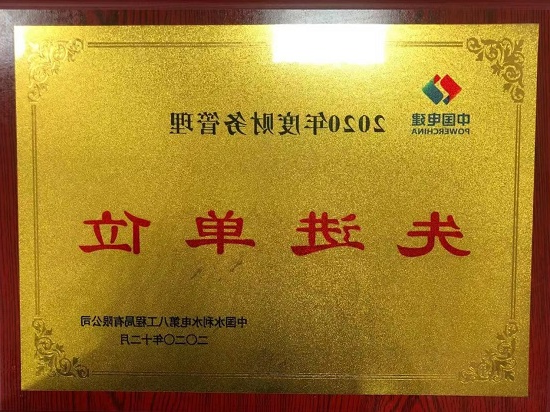 中国电建
POWERCHINA
2020年度财务管理
先进单位
中国水利水电第八工程局有限公司
二〇二〇年十二月